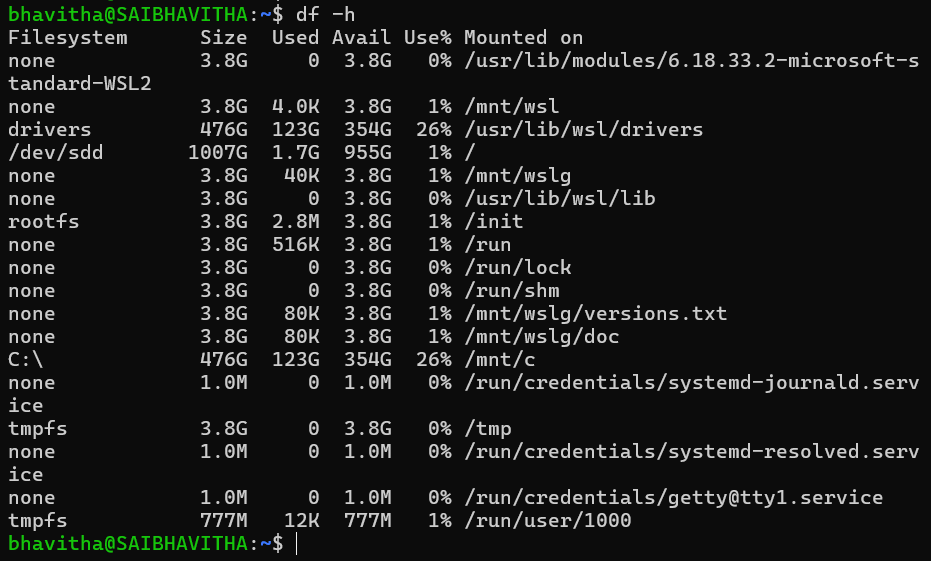 bhavitha@SAIBHAVITHA:~$ df -h
Filesystem      Size  Used Avail Use% Mounted on
none            3.8G     0  3.8G   0% /usr/lib/modules/6.18.33.2-microsoft-s
tandard-WSL2
none            3.8G  4.0K  3.8G   1% /mnt/wsl
drivers         476G  123G  354G  26% /usr/lib/wsl/drivers
/dev/sdd       1007G  1.7G  955G   1% /
none            3.8G   40K  3.8G   1% /mnt/wslg
none            3.8G     0  3.8G   0% /usr/lib/wsl/lib
rootfs          3.8G  2.8M  3.8G   1% /init
none            3.8G  516K  3.8G   1% /run
none            3.8G     0  3.8G   0% /run/lock
none            3.8G     0  3.8G   0% /run/shm
none            3.8G   80K  3.8G   1% /mnt/wslg/versions.txt
none            3.8G   80K  3.8G   1% /mnt/wslg/doc
C:\             476G  123G  354G  26% /mnt/c
none            1.0M     0  1.0M   0% /run/credentials/systemd-journald.serv
ice
tmpfs           3.8G     0  3.8G   0% /tmp
none            1.0M     0  1.0M   0% /run/credentials/systemd-resolved.serv
ice
none            1.0M     0  1.0M   0% /run/credentials/getty@tty1.service
tmpfs           777M   12K  777M   1% /run/user/1000
bhavitha@SAIBHAVITHA:~$